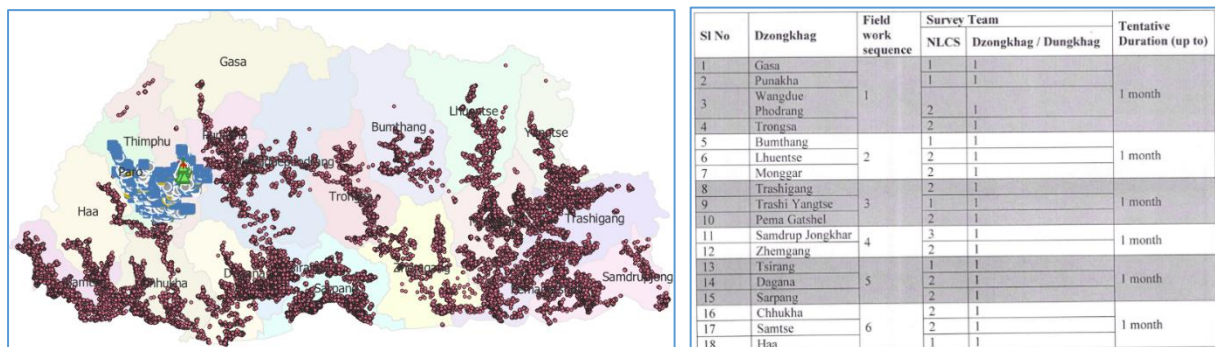 Gasa
Lhuentse
Bumthang
Yangtse
Thimphu
Paro
Haa
Trashigang
Samdrupjong
Sarpang
Sl No Dzongkhag Field work sequence Survey Team Tentative Duration (up to)
NLCS Dzongkhag / Dungkhag
1 Gasa 1 1 1 1 month
2 Punakha 1 1
3 Wangdue Phodrang 2 1
4 Trongsa 2 1
5 Bumthang 2 1 1 1 month
6 Lhuentse 2 1
7 Monggar 2 1
8 Trashigang 3 2 1 1 month
9 Trashi Yangtse 1 1
10 Pema Gatshel 2 1
11 Samdrup Jongkhar 4 3 1 1 month
12 Zhemgang 2 1
13 Tsirang 5 1 1 1 month
14 Dagana 2 1
15 Sarpang 2 1
16 Chhukha 6 2 1 1 month
17 Samtse 2 1
18 Haa 1 1